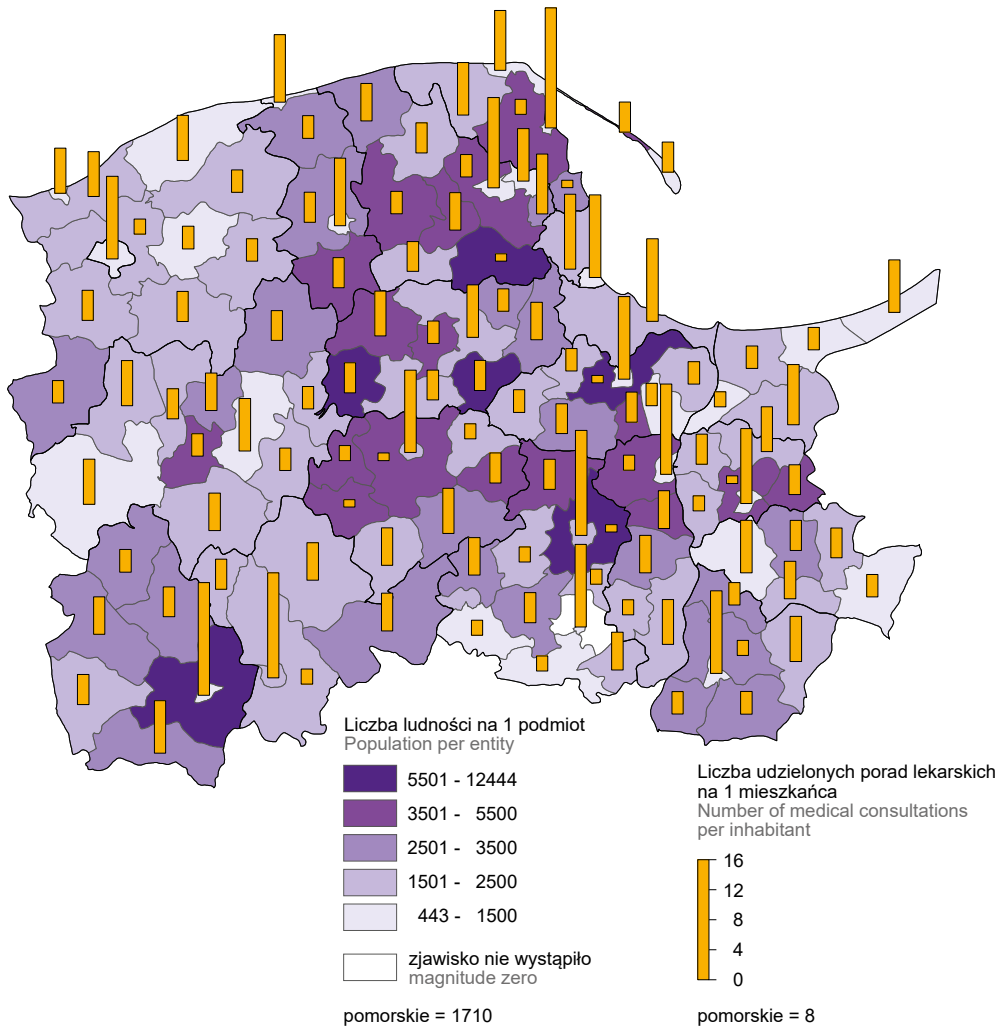 Liczba ludności na 1 podmiot
Population per entity
5501 - 12444
3501 - 5500
2501 - 3500
1501 - 2500
443 - 1500
zjawisko nie wystąpiło
magnitude zero
pomorskie = 1710
Liczba udzielonych porad lekarskich
na 1 mieszkańca
Number of medical consultations
per inhabitant
16
12
8
4
0
pomorskie = 8